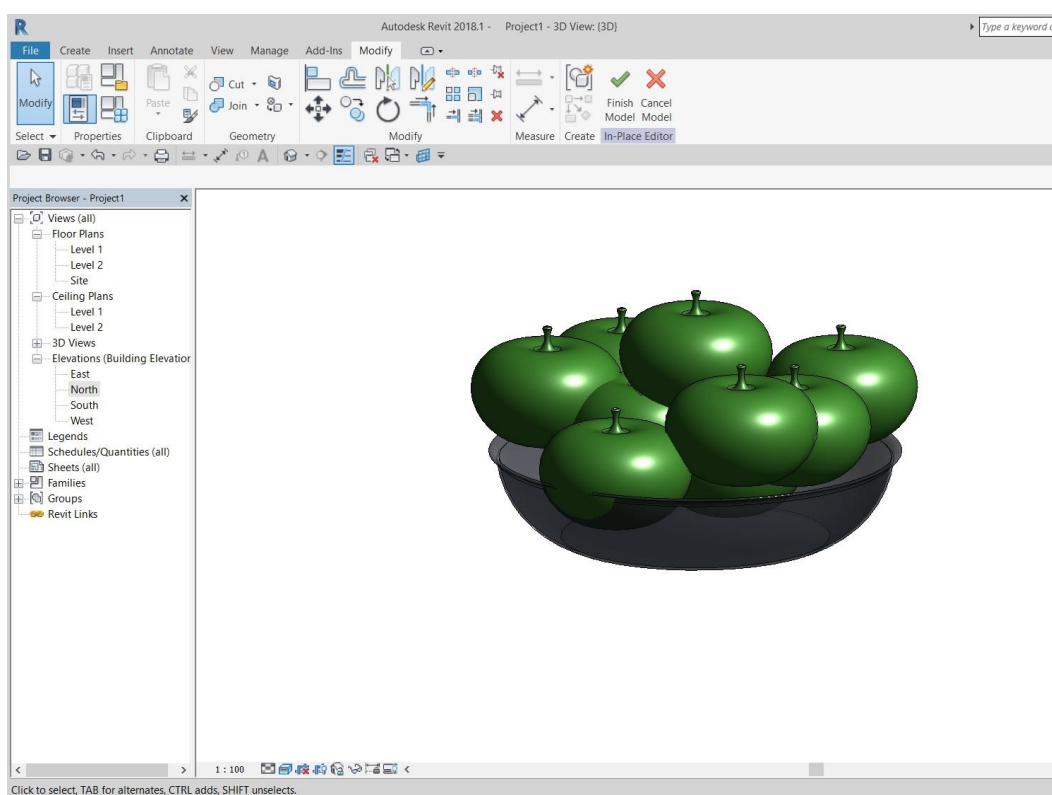 Autodesk Revit 2018.1 - Project1 - 3D View: {3D}
Type a keyword o
File Create Insert Annotate View Manage Add-Ins Modify
Modify Paste Cut Join Finish Model Cancel Model
Select Properties Clipboard Geometry Modify Measure Create In-Place Editor
Project Browser - Project1
Views (all)
Floor Plans
Level 1
Level 2
Site
Ceiling Plans
Level 1
Level 2
3D Views
Elevations (Building Elevation
East
North
South
West
Legends
Schedules/Quantities (all)
Sheets (all)
Families
Groups
Revit Links
1 : 100
Click to select, TAB for alternates, CTRL adds, SHIFT unselects.